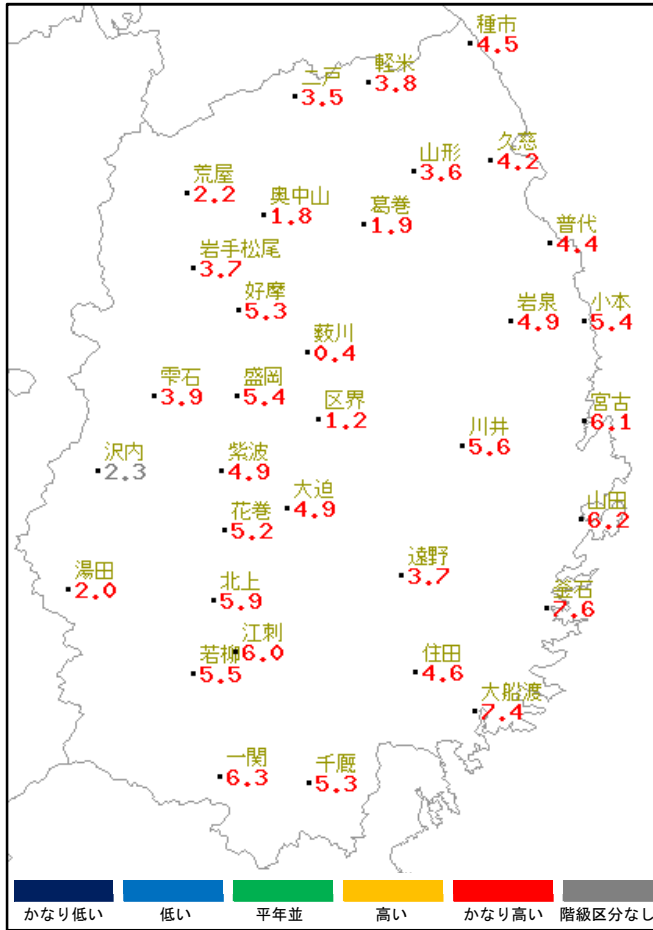 種市
4.5
軽米
3.8
二戸
3.5
久慈
4.2
山形
3.6
荒屋
2.2
奥中山
1.8
葛巻
1.9
普代
4.4
岩手松尾
3.7
好摩
5.3
岩泉
4.9
小本
5.4
薮川
0.4
雫石
3.9
盛岡
5.4
区界
1.2
宮古
6.1
川井
5.6
沢内
2.3
紫波
4.9
大迫
4.9
花巻
5.2
山田
6.2
湯田
2.0
遠野
3.7
北上
5.9
釜石
7.6
江刺
6.0
若柳
5.5
住田
4.6
大船渡
7.4
一関
6.3
千厩
5.3
かなり低い 低い 平年並 高い かなり高い 階級区分なし